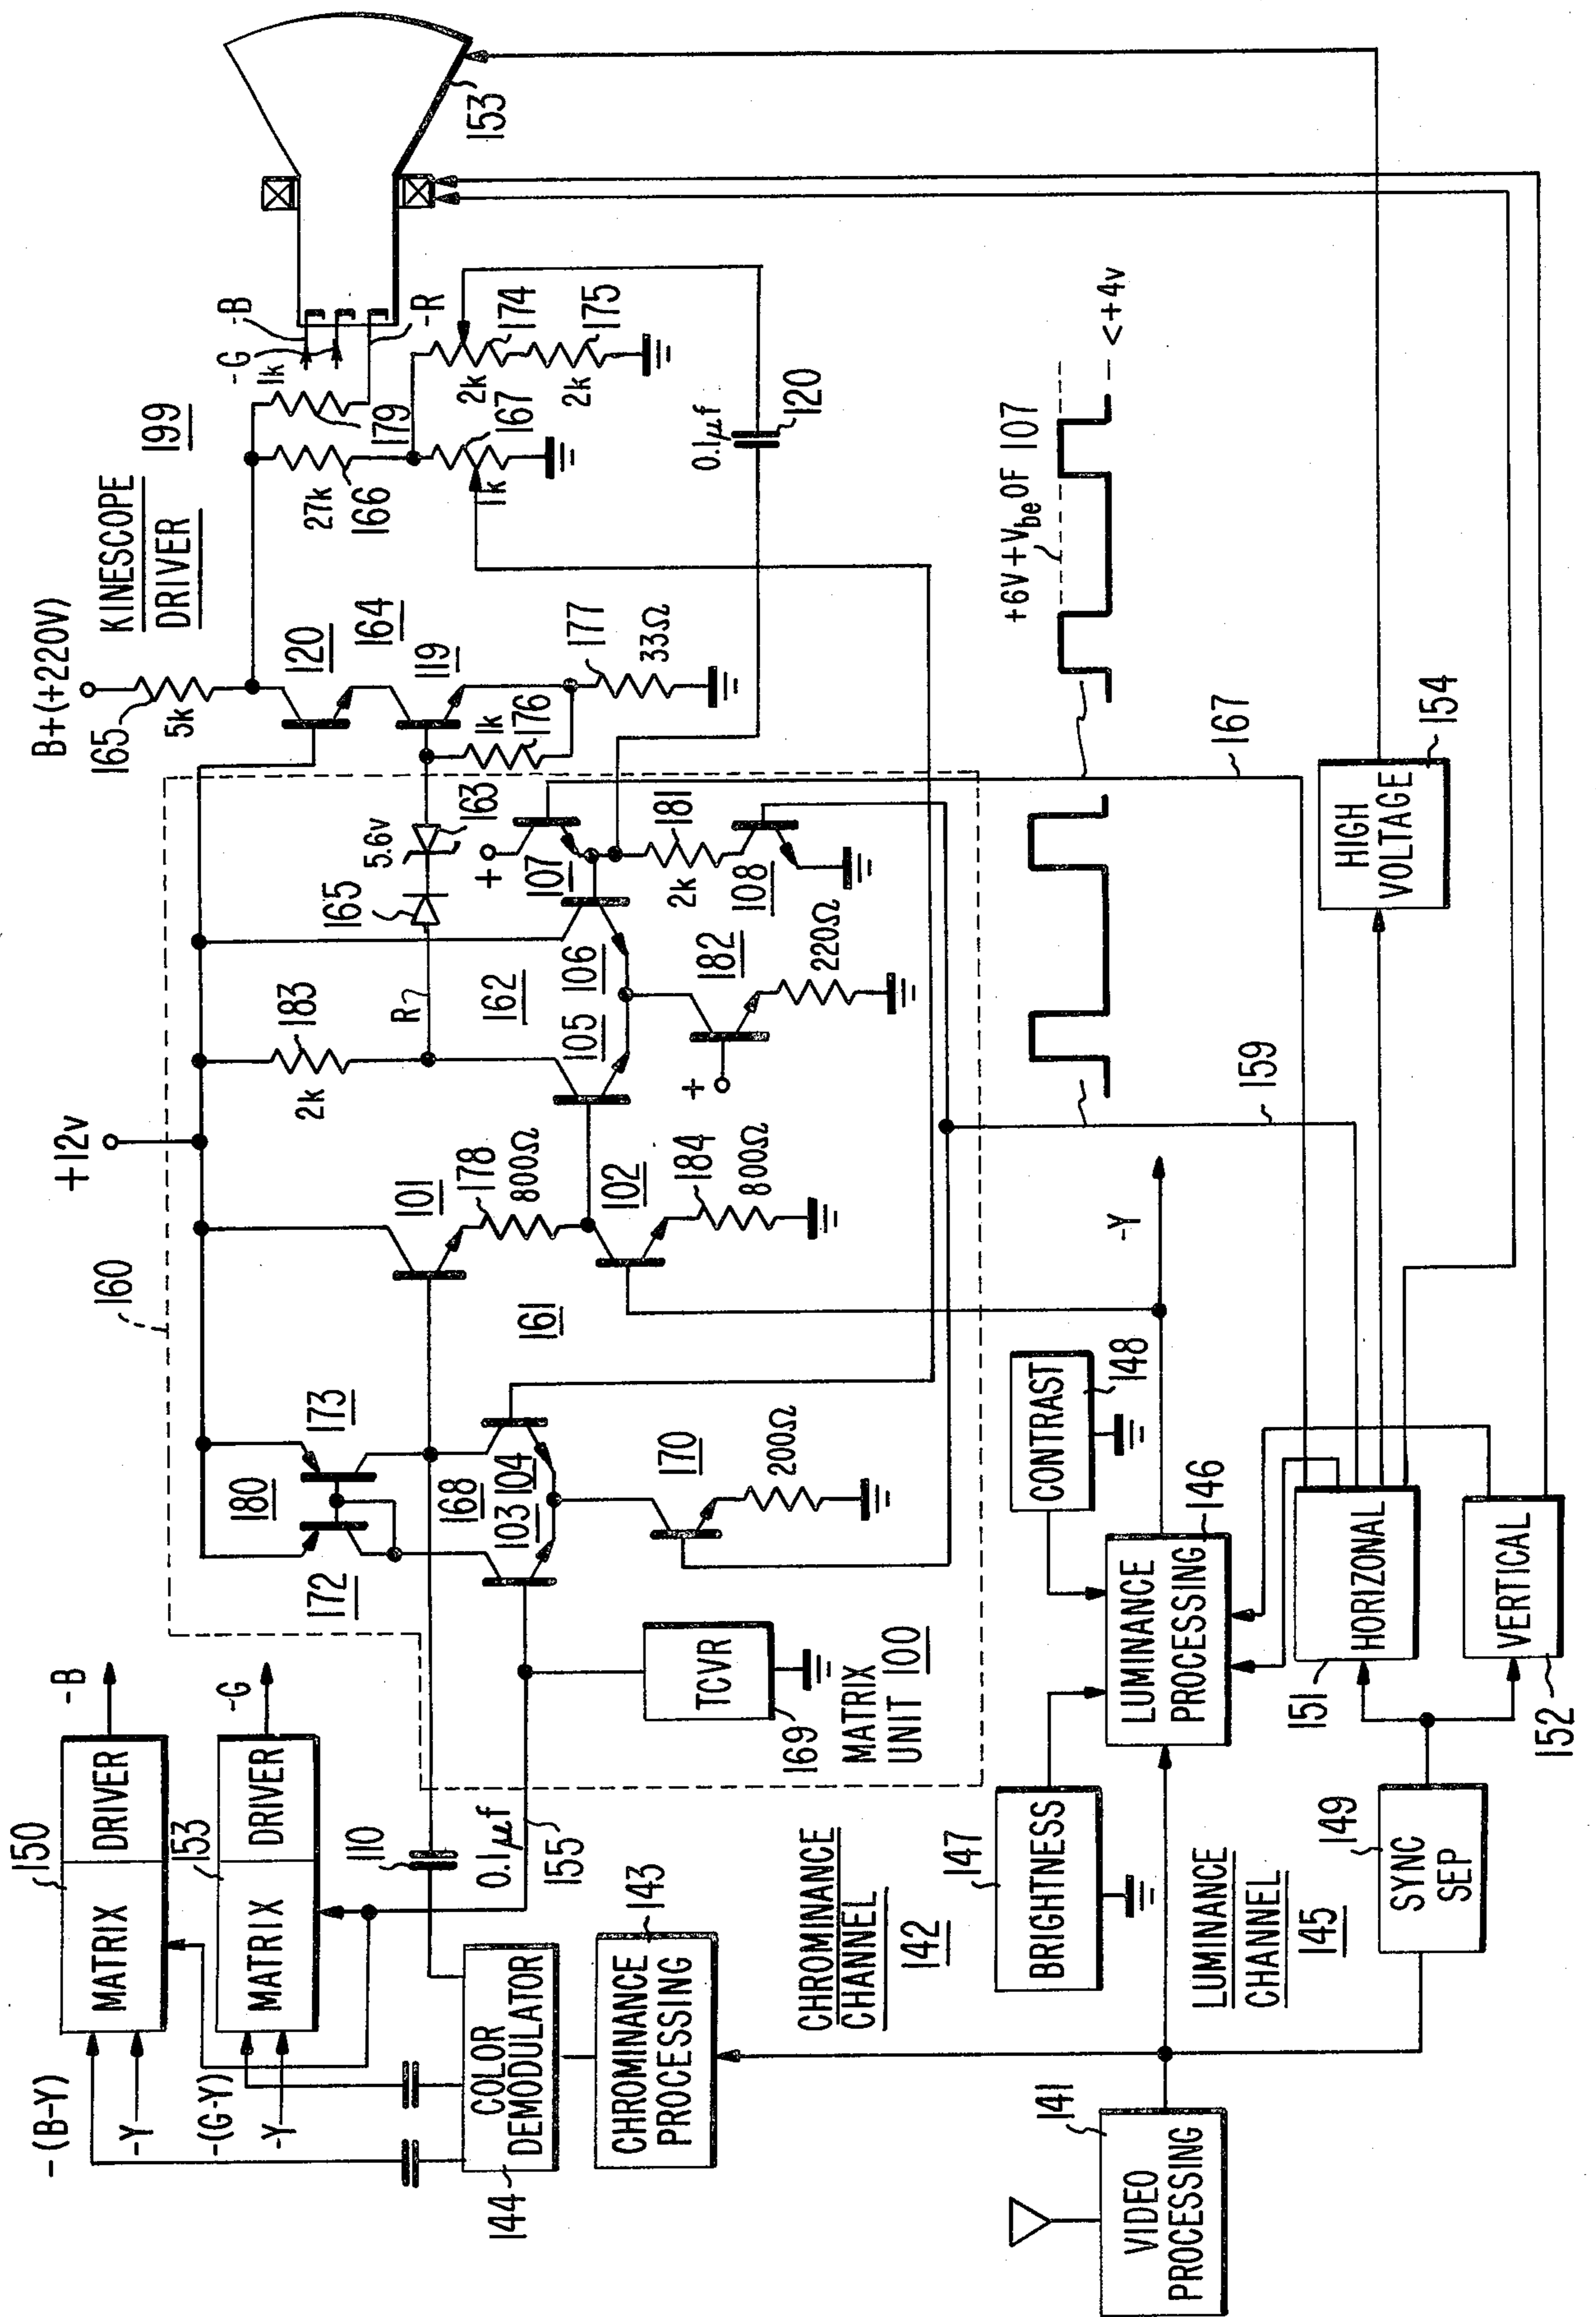 B+(+220V)
165
5k
KINESCOPE
DRIVER
199
120
164
119
1k
176
177
33Ω
27k
166
1k
179
-G
-B
-R
153
1k
167
2k
174
2k
175
0.1µf
120
+12v
160
183
2k
R
165
5.6v
163
162
105
106
107
+
181
2k
108
182
220Ω
+
101
178
800Ω
102
184
800Ω
161
180
173
172
168
103
104
170
200Ω
TCVR
169
MATRIX
UNIT 100
+6V+Vbe OF 107
<+4v
167
159
HIGH
VOLTAGE
154
-B
-G
150
MATRIX
DRIVER
153
MATRIX
DRIVER
-(B-Y)
-Y
-(G-Y)
-Y
110
0.1µf
155
COLOR
DEMODULATOR
144
CHROMINANCE
PROCESSING
143
CHROMINANCE
CHANNEL
142
-Y
CONTRAST
148
BRIGHTNESS
147
LUMINANCE
PROCESSING
146
LUMINANCE
CHANNEL
145
HORIZONAL
151
VERTICAL
152
SYNC
SEP
149
VIDEO
PROCESSING
141